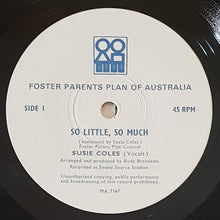 FOSTER PARENTS PLAN OF AUSTRALIA
SIDE 1 45 RPM
SO LITTLE, SO MUCH
(composed by Susie Coles)
Foster Parents Plan Control
SUSIE COLES (Vocals)
Arranged and produced by Rudy Brandsma
Recorded at Sound Source Studios
Unauthorised copying, public performance
and broadcasting of this record prohibited.
MA 7167